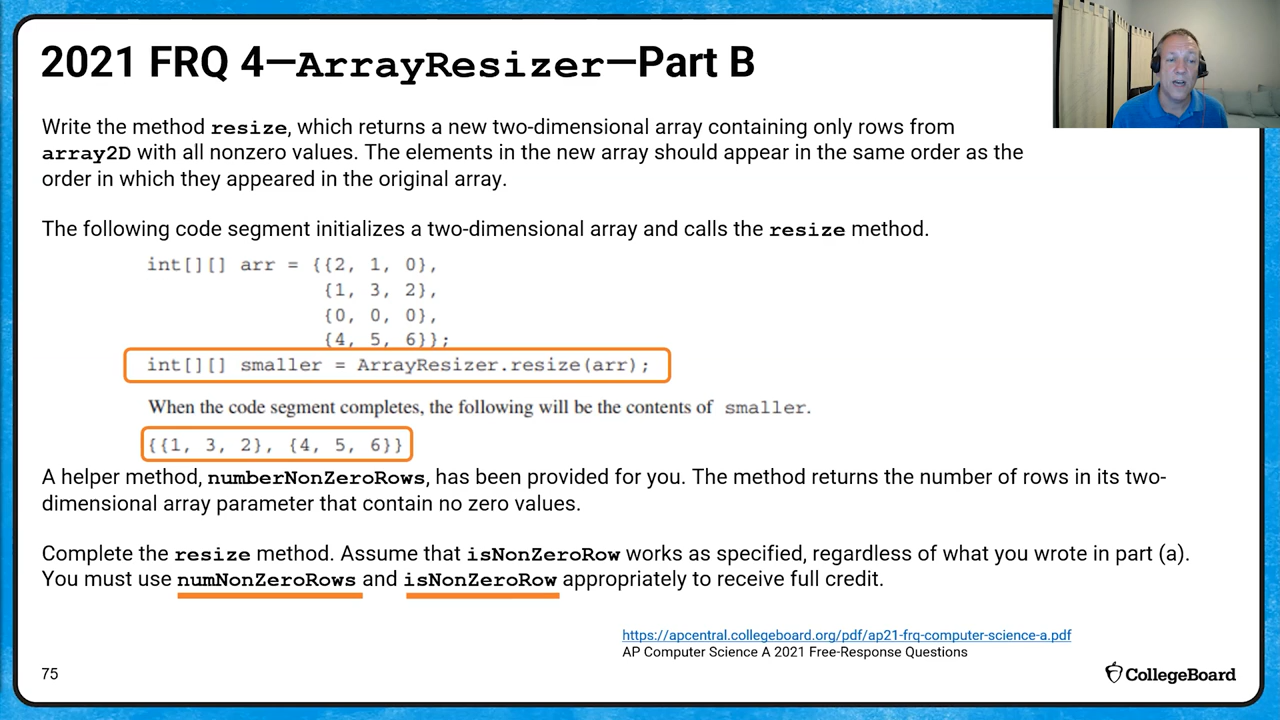 2021 FRQ 4—ArrayResizer—Part B
Write the method resize, which returns a new two-dimensional array containing only rows from
array2D with all nonzero values. The elements in the new array should appear in the same order as the
order in which they appeared in the original array.
The following code segment initializes a two-dimensional array and calls the resize method.
int[][] arr = {{2, 1, 0},
{1, 3, 2},
{0, 0, 0},
{4, 5, 6}};
int[][] smaller = ArrayResizer.resize(arr);
When the code segment completes, the following will be the contents of smaller.
{{1, 3, 2}, {4, 5, 6}}
A helper method, numberNonZeroRows, has been provided for you. The method returns the number of rows in its two-
dimensional array parameter that contain no zero values.
Complete the resize method. Assume that isNonZeroRow works as specified, regardless of what you wrote in part (a).
You must use numNonZeroRows and isNonZeroRow appropriately to receive full credit.
https://apcentral.collegeboard.org/pdf/ap21-frq-computer-science-a.pdf
AP Computer Science A 2021 Free-Response Questions
75
CollegeBoard